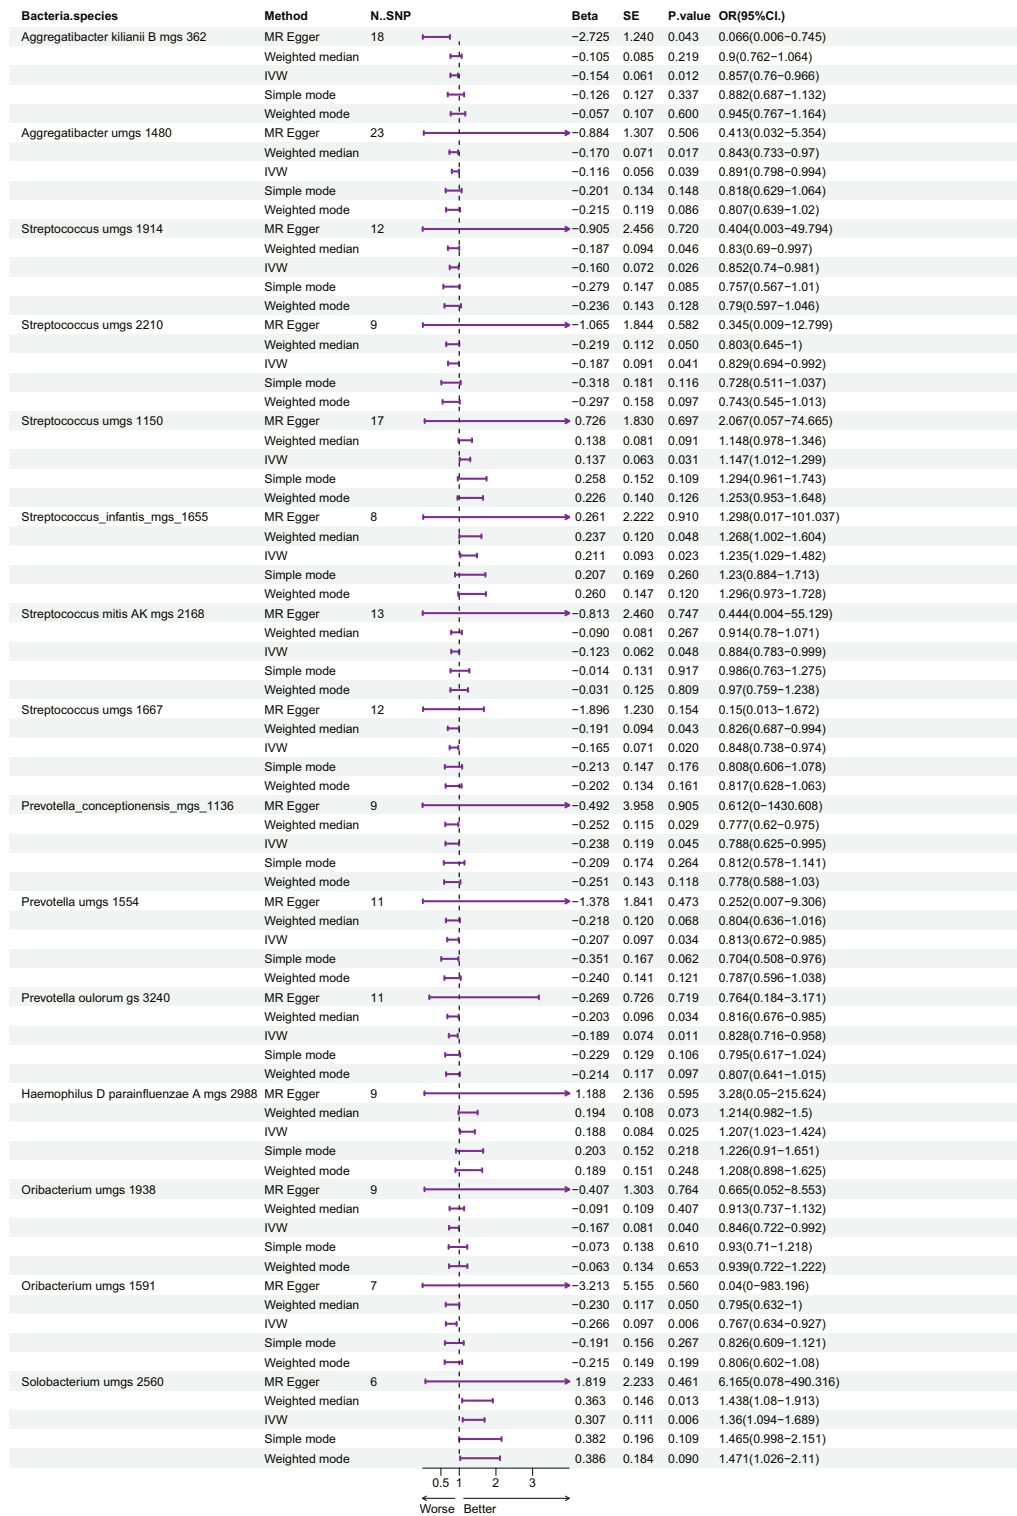 Bacteria.species Method N..SNP Beta SE P.value OR(95%CI.)
Aggregatibacter kilianii B mgs 362 MR Egger 18 −2.725 1.240 0.043 0.066(0.006−0.745)
Weighted median −0.105 0.085 0.219 0.9(0.762−1.064)
IVW −0.154 0.061 0.012 0.857(0.76−0.966)
Simple mode −0.126 0.127 0.337 0.882(0.687−1.132)
Weighted mode −0.057 0.107 0.600 0.945(0.767−1.164)
Aggregatibacter umgs 1480 MR Egger 23 −0.884 1.307 0.506 0.413(0.032−5.354)
Weighted median −0.170 0.071 0.017 0.843(0.733−0.97)
IVW −0.116 0.056 0.039 0.891(0.798−0.994)
Simple mode −0.201 0.134 0.148 0.818(0.629−1.064)
Weighted mode −0.215 0.119 0.086 0.807(0.639−1.02)
Streptococcus umgs 1914 MR Egger 12 −0.905 2.456 0.720 0.404(0.003−49.794)
Weighted median −0.187 0.094 0.046 0.83(0.69−0.997)
IVW −0.160 0.072 0.026 0.852(0.74−0.981)
Simple mode −0.279 0.147 0.085 0.757(0.567−1.01)
Weighted mode −0.236 0.143 0.128 0.79(0.597−1.046)
Streptococcus umgs 2210 MR Egger 9 −1.065 1.844 0.582 0.345(0.009−12.799)
Weighted median −0.219 0.112 0.050 0.803(0.645−1)
IVW −0.187 0.091 0.041 0.829(0.694−0.992)
Simple mode −0.318 0.181 0.116 0.728(0.511−1.037)
Weighted mode −0.297 0.158 0.097 0.743(0.545−1.013)
Streptococcus umgs 1150 MR Egger 17 0.726 1.830 0.697 2.067(0.057−74.665)
Weighted median 0.138 0.081 0.091 1.148(0.978−1.346)
IVW 0.137 0.063 0.031 1.147(1.012−1.299)
Simple mode 0.258 0.152 0.109 1.294(0.961−1.743)
Weighted mode 0.226 0.140 0.126 1.253(0.953−1.648)
Streptococcus_infantis_mgs_1655 MR Egger 8 0.261 2.222 0.910 1.298(0.017−101.037)
Weighted median 0.237 0.120 0.048 1.268(1.002−1.604)
IVW 0.211 0.093 0.023 1.235(1.029−1.482)
Simple mode 0.207 0.169 0.260 1.23(0.884−1.713)
Weighted mode 0.260 0.147 0.120 1.296(0.973−1.728)
Streptococcus mitis AK mgs 2168 MR Egger 13 −0.813 2.460 0.747 0.444(0.004−55.129)
Weighted median −0.090 0.081 0.267 0.914(0.78−1.071)
IVW −0.123 0.062 0.048 0.884(0.783−0.999)
Simple mode −0.014 0.131 0.917 0.986(0.763−1.275)
Weighted mode −0.031 0.125 0.809 0.97(0.759−1.238)
Streptococcus umgs 1667 MR Egger 12 −1.896 1.230 0.154 0.15(0.013−1.672)
Weighted median −0.191 0.094 0.043 0.826(0.687−0.994)
IVW −0.165 0.071 0.020 0.848(0.738−0.974)
Simple mode −0.213 0.147 0.176 0.808(0.606−1.078)
Weighted mode −0.202 0.134 0.161 0.817(0.628−1.063)
Prevotella_conceptionensis_mgs_1136 MR Egger 9 −0.492 3.958 0.905 0.612(0−1430.608)
Weighted median −0.252 0.115 0.029 0.777(0.62−0.975)
IVW −0.238 0.119 0.045 0.788(0.625−0.995)
Simple mode −0.209 0.174 0.264 0.812(0.578−1.141)
Weighted mode −0.251 0.143 0.118 0.778(0.588−1.03)
Prevotella umgs 1554 MR Egger 11 −1.378 1.841 0.473 0.252(0.007−9.306)
Weighted median −0.218 0.120 0.068 0.804(0.636−1.016)
IVW −0.207 0.097 0.034 0.813(0.672−0.985)
Simple mode −0.351 0.167 0.062 0.704(0.508−0.976)
Weighted mode −0.240 0.141 0.121 0.787(0.596−1.038)
Prevotella oulorum gs 3240 MR Egger 11 −0.269 0.726 0.719 0.764(0.184−3.171)
Weighted median −0.203 0.096 0.034 0.816(0.676−0.985)
IVW −0.189 0.074 0.011 0.828(0.716−0.958)
Simple mode −0.229 0.129 0.106 0.795(0.617−1.024)
Weighted mode −0.214 0.117 0.097 0.807(0.641−1.015)
Haemophilus D parainfluenzae A mgs 2988 MR Egger 9 1.188 2.136 0.595 3.28(0.05−215.624)
Weighted median 0.194 0.108 0.073 1.214(0.982−1.5)
IVW 0.188 0.084 0.025 1.207(1.023−1.424)
Simple mode 0.203 0.152 0.218 1.226(0.91−1.651)
Weighted mode 0.189 0.151 0.248 1.208(0.898−1.625)
Oribacterium umgs 1938 MR Egger 9 −0.407 1.303 0.764 0.665(0.052−8.553)
Weighted median −0.091 0.109 0.407 0.913(0.737−1.132)
IVW −0.167 0.081 0.040 0.846(0.722−0.992)
Simple mode −0.073 0.138 0.610 0.93(0.71−1.218)
Weighted mode −0.063 0.134 0.653 0.939(0.722−1.222)
Oribacterium umgs 1591 MR Egger 7 −3.213 5.155 0.560 0.04(0−983.196)
Weighted median −0.230 0.117 0.050 0.795(0.632−1)
IVW −0.266 0.097 0.006 0.767(0.634−0.927)
Simple mode −0.191 0.156 0.267 0.826(0.609−1.121)
Weighted mode −0.215 0.149 0.199 0.806(0.602−1.08)
Solobacterium umgs 2560 MR Egger 6 1.819 2.233 0.461 6.165(0.078−490.316)
Weighted median 0.363 0.146 0.013 1.438(1.08−1.913)
IVW 0.307 0.111 0.006 1.36(1.094−1.689)
Simple mode 0.382 0.196 0.109 1.465(0.998−2.151)
Weighted mode 0.386 0.184 0.090 1.471(1.026−2.11)
0.5 1 2 3
Worse Better